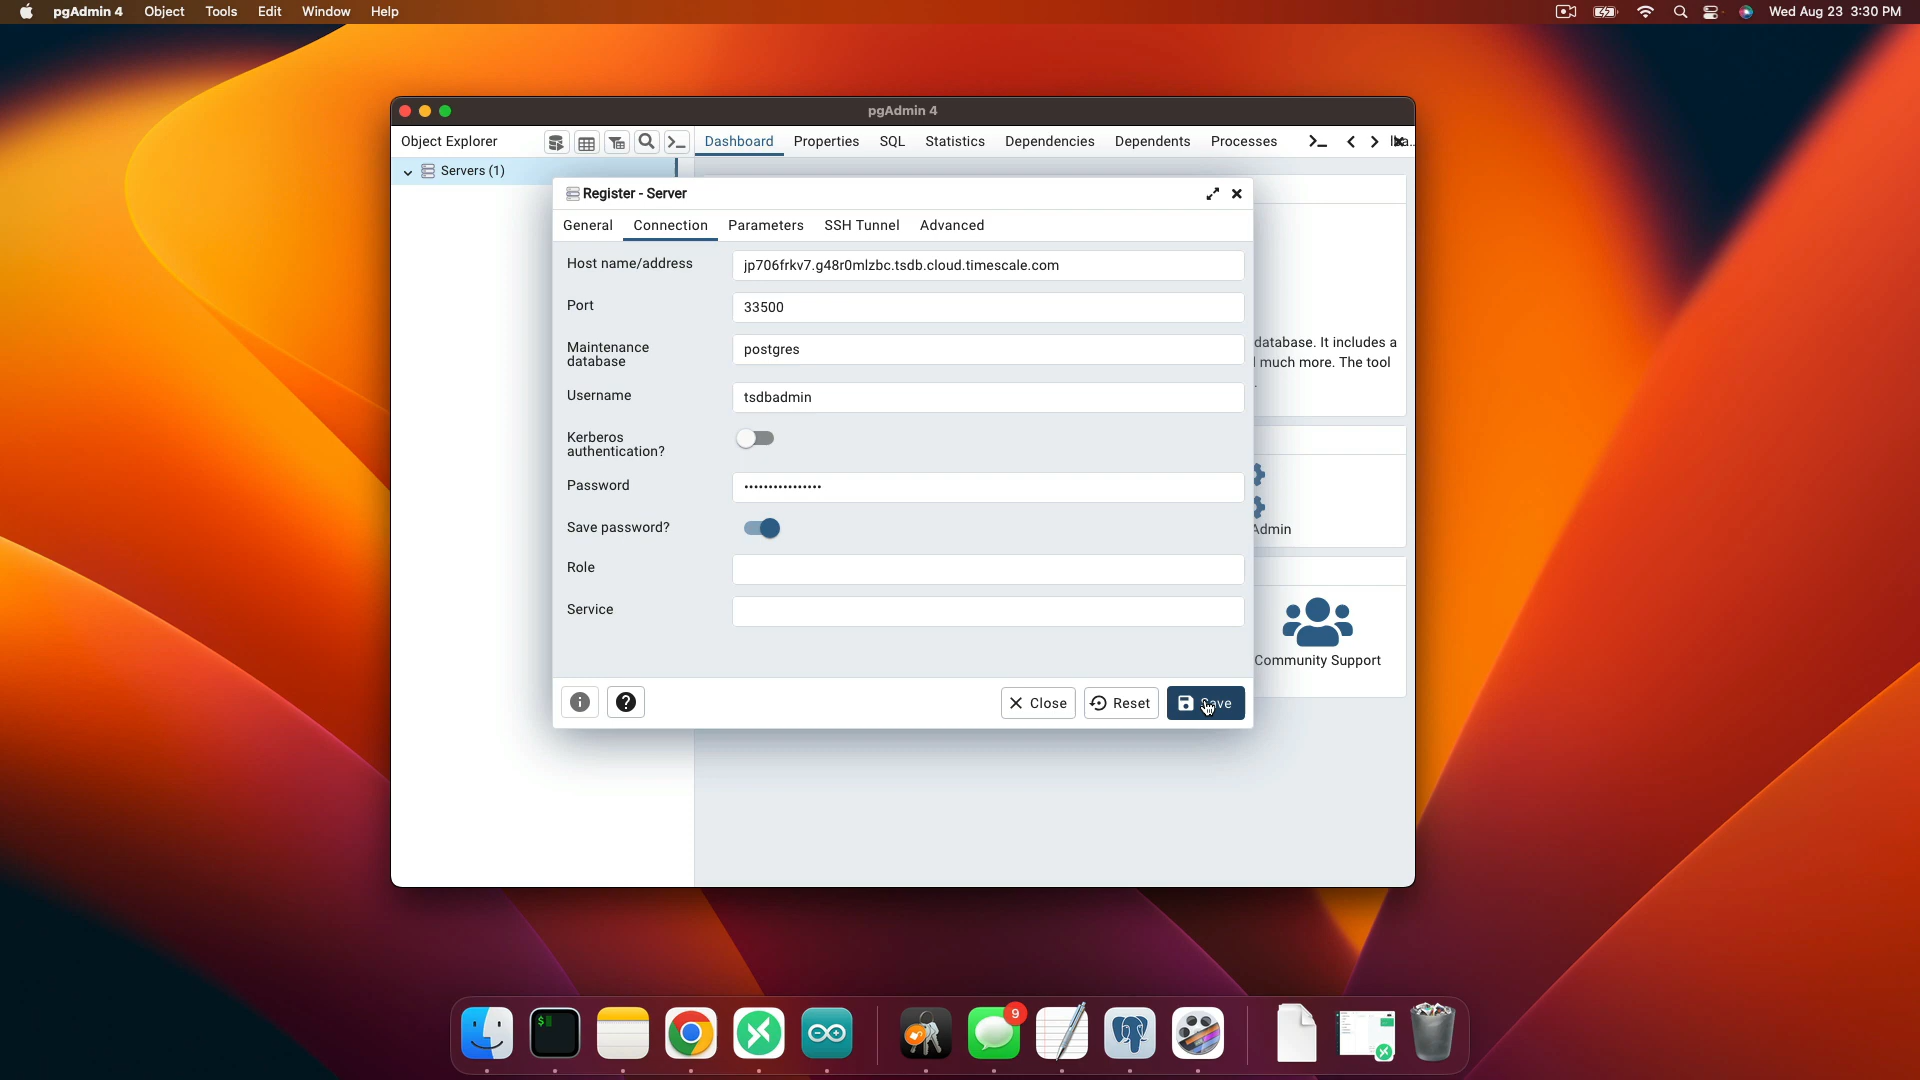 pgAdmin 4 Object Tools Edit Window Help Wed Aug 23 3:30 PM
pgAdmin 4
Object Explorer Dashboard Properties SQL Statistics Dependencies Dependents Processes
Servers (1)
Register - Server
General Connection Parameters SSH Tunnel Advanced
Host name/address jp706frkv7.g48r0mlzbc.tsdb.cloud.timescale.com
Port 33500
Maintenance
database
postgres
database. It includes a
much more. The tool
Username tsdbadmin
Kerberos
authentication?
Password ••••••••••••••••
Save password?
Admin
Role
Service
Community Support
Close Reset Save
$
9